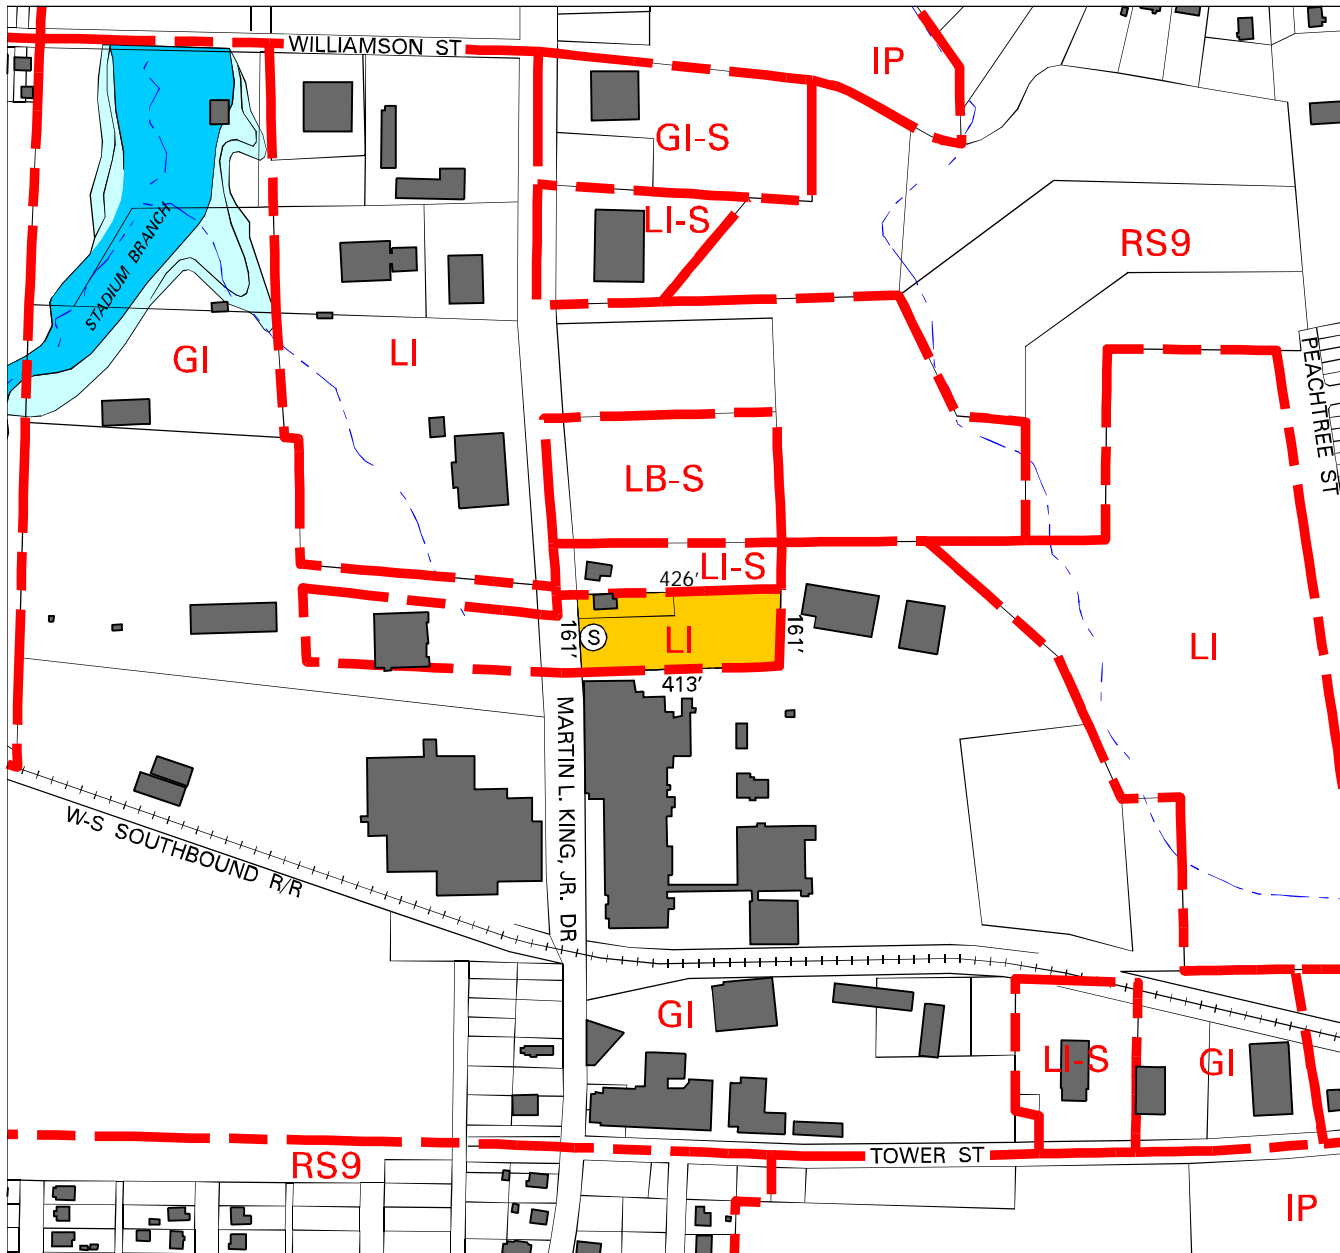 WILLIAMSON ST
IP
GI-S
LI-S
RS9
STADIUM BRANCH
GI
LI
PEACHTREE ST
LB-S
LI-S
426'
161'
S
LI
161'
LI
413'
MARTIN L. KING, JR. DR
W-S SOUTHBOUND R/R
GI
LI-S
GI
TOWER ST
RS9
IP